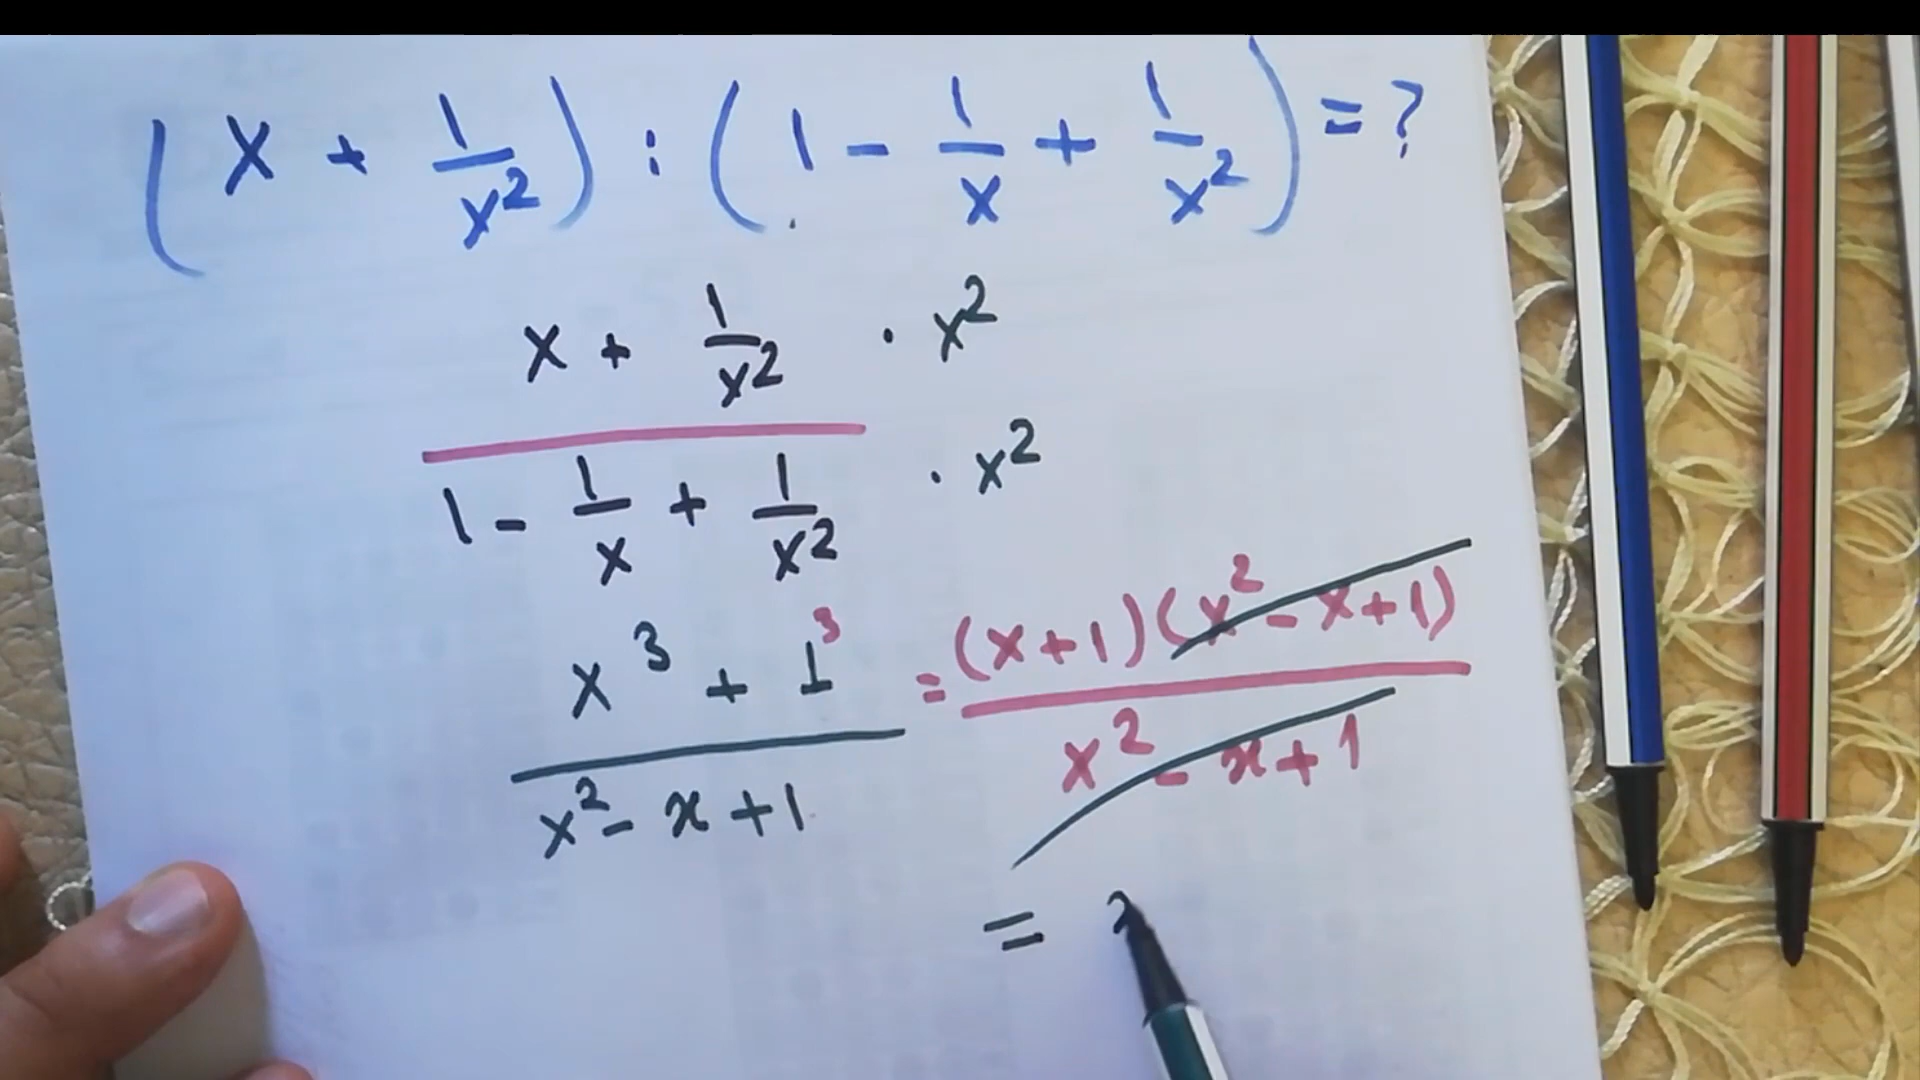 (x + 1/x²) : (1 - 1/x + 1/x²) = ?
x + 1/x² · x²
1 - 1/x + 1/x² · x²
x³ + 1³ = (x+1)(x² - x+1)
x² - x +1 x² - x+1
=